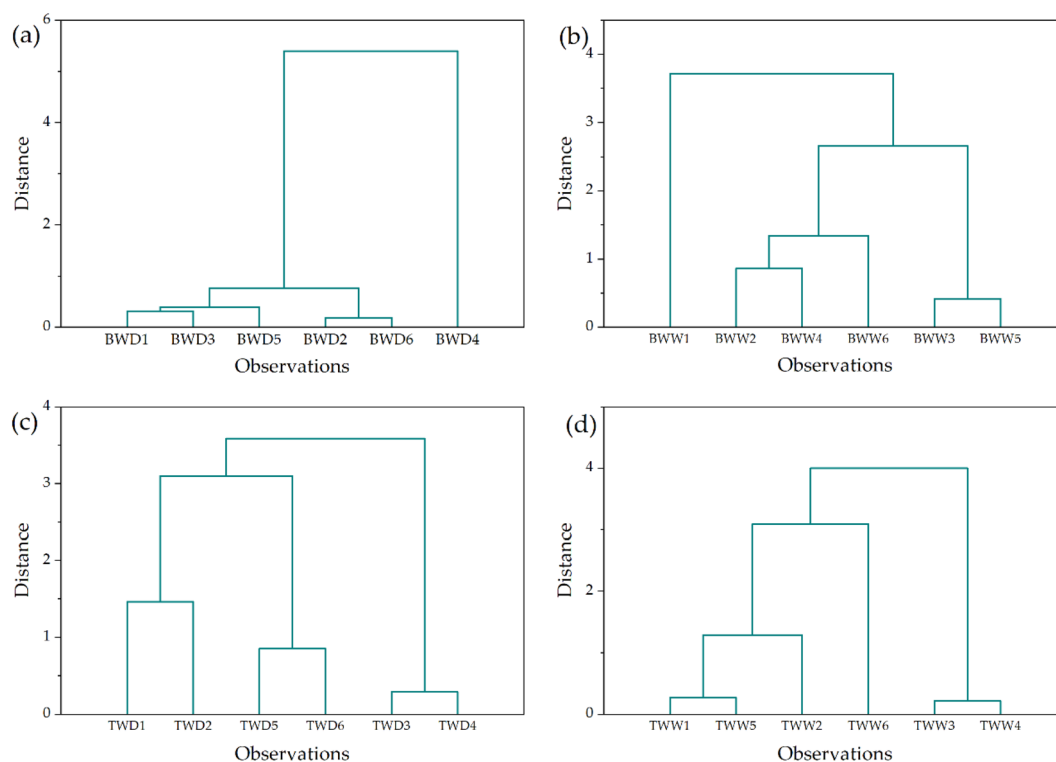 (a)
6
4
2
0
Distance
BWD1 BWD3 BWD5 BWD2 BWD6 BWD4
Observations
(b)
4
3
2
1
0
Distance
BWW1 BWW2 BWW4 BWW6 BWW3 BWW5
Observations
(c)
4
3
2
1
0
Distance
TWD1 TWD2 TWD5 TWD6 TWD3 TWD4
Observations
(d)
4
2
0
Distance
TWW1 TWW5 TWW2 TWW6 TWW3 TWW4
Observations